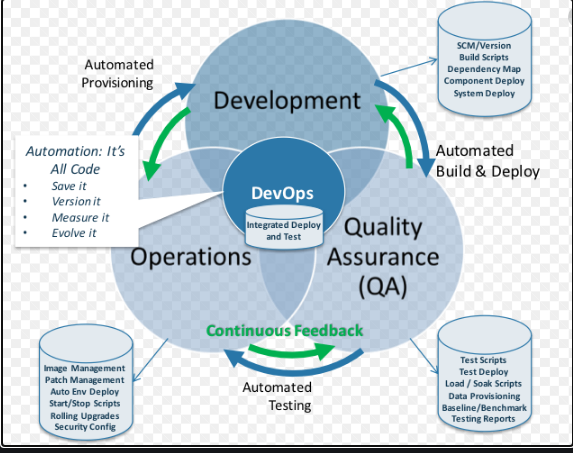 SCM/Version
Build Scripts
Dependency Map
Component Deploy
System Deploy
Automated
Provisioning
Development
Automated
Build & Deploy
Automation: It's
All Code
• Save it
• Version it
• Measure it
• Evolve it
DevOps
Integrated Deploy
and Test
Operations
Quality
Assurance
(QA)
Continuous Feedback
Automated
Testing
Image Management
Patch Management
Auto Env Deploy
Start/Stop Scripts
Rolling Upgrades
Security Config
Test Scripts
Test Deploy
Load / Soak Scripts
Data Provisioning
Baseline/Benchmark
Testing Reports